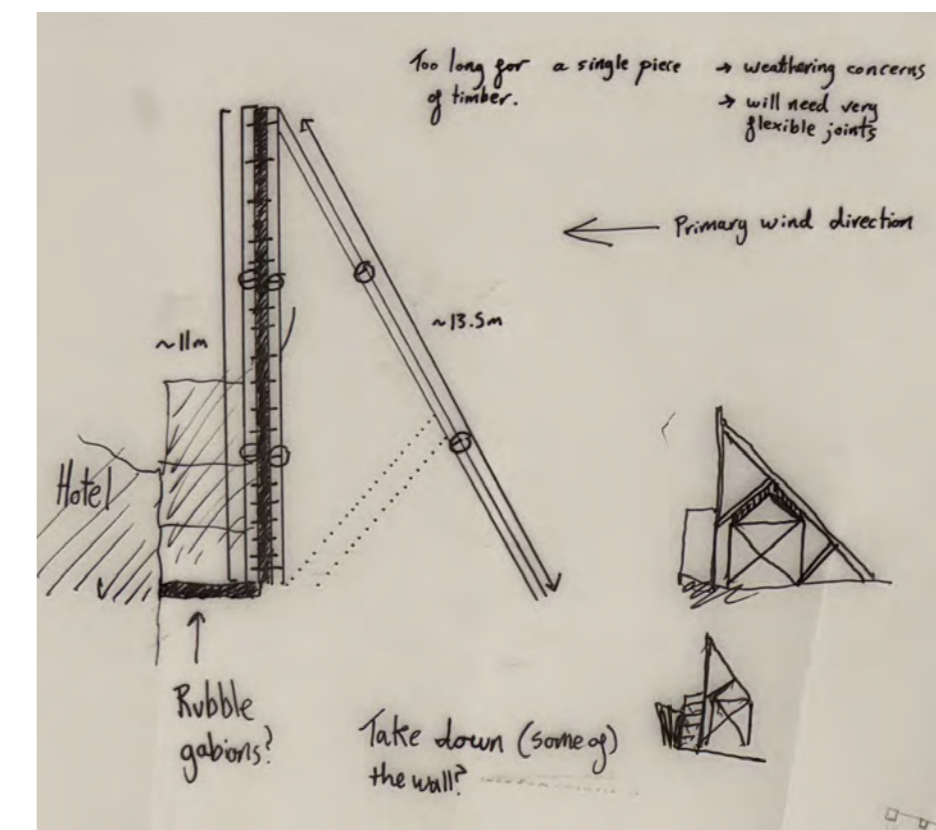 Too long for a single piece
of timber.
→ weathering concerns
→ will need very
flexible joints
← Primary wind direction
~11m
~13.5m
Hotel
Rubble
gabions?
Take down (some of)
the wall?